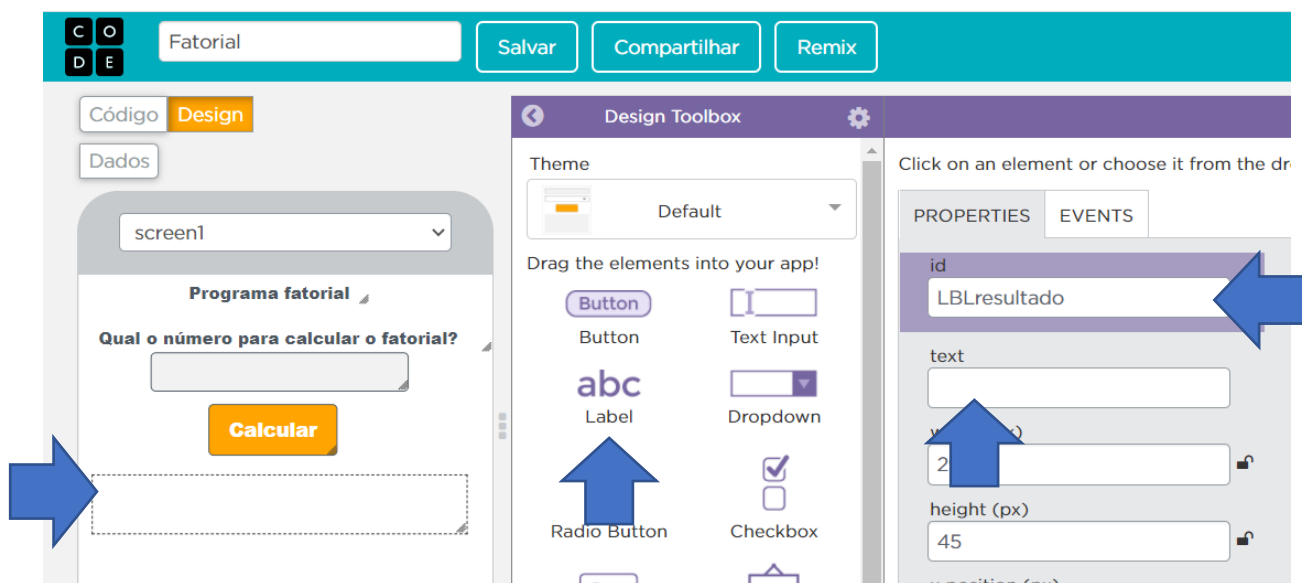 C O
D E
Fatorial
Salvar
Compartilhar
Remix
Código
Design
Dados
screen1
Programa fatorial
Qual o número para calcular o fatorial?
Calcular
Design Toolbox
Theme
Default
Drag the elements into your app!
Button
Button
Text Input
abc
Label
Dropdown
Radio Button
Checkbox
Click on an element or choose it from the
PROPERTIES
EVENTS
id
LBLresultado
text
height (px)
45